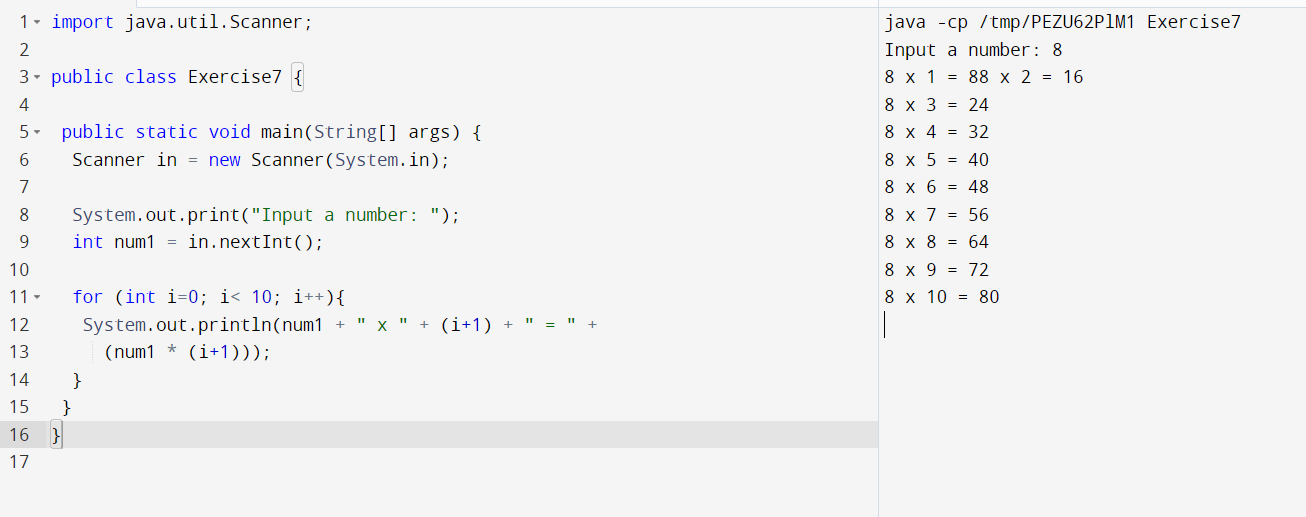 1 import java.util.Scanner;
2
3 public class Exercise7 {
4
5 public static void main(String[] args) {
6 Scanner in = new Scanner(System.in);
7
8 System.out.print("Input a number: ");
9 int num1 = in.nextInt();
10
11 for (int i=0; i< 10; i++){
12 System.out.println(num1 + " x " + (i+1) + " = " +
13 (num1 * (i+1)));
14 }
15 }
16 }
17
java -cp /tmp/PEZU62PlM1 Exercise7
Input a number: 8
8 x 1 = 88 x 2 = 16
8 x 3 = 24
8 x 4 = 32
8 x 5 = 40
8 x 6 = 48
8 x 7 = 56
8 x 8 = 64
8 x 9 = 72
8 x 10 = 80